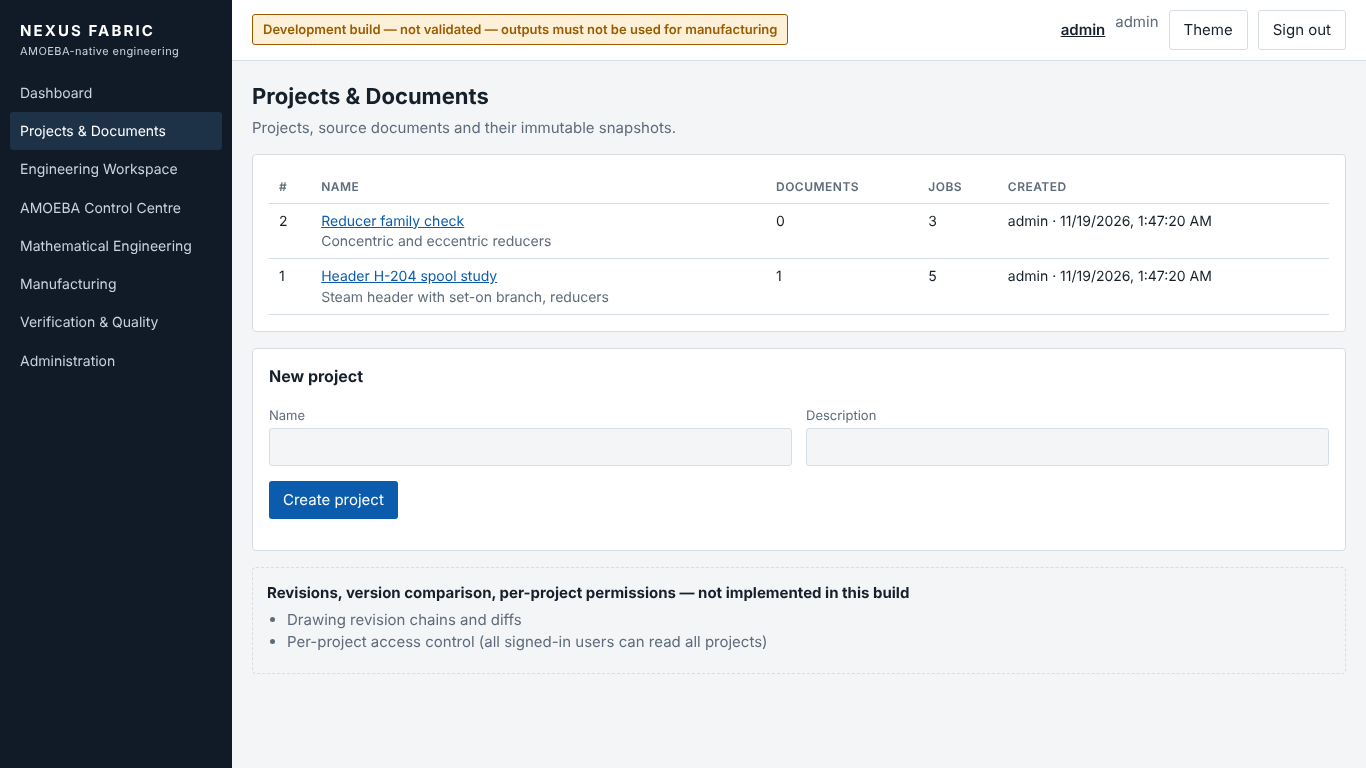 NEXUS FABRIC
AMOEBA-native engineering
Dashboard
Projects & Documents
Engineering Workspace
AMOEBA Control Centre
Mathematical Engineering
Manufacturing
Verification & Quality
Administration
Development build — not validated — outputs must not be used for manufacturing
admin admin Theme Sign out
Projects & Documents
Projects, source documents and their immutable snapshots.
# NAME DOCUMENTS JOBS CREATED
2 Reducer family check 0 3 admin · 11/19/2026, 1:47:20 AM
Concentric and eccentric reducers
1 Header H-204 spool study 1 5 admin · 11/19/2026, 1:47:20 AM
Steam header with set-on branch, reducers
New project
Name Description
Create project
Revisions, version comparison, per-project permissions — not implemented in this build
• Drawing revision chains and diffs
• Per-project access control (all signed-in users can read all projects)